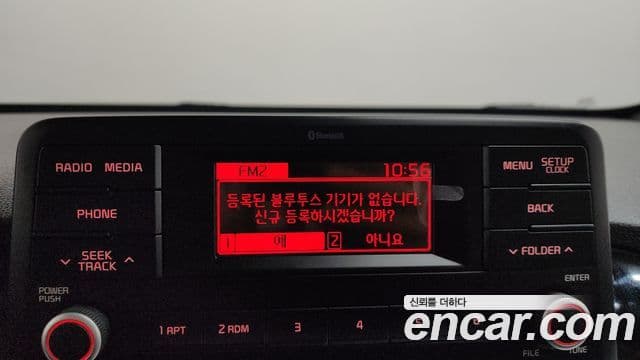 Bluetooth
RADIO MEDIA
FM2
10:56
MENU SETUP
CLOCK
등록된 블루투스 기기가 없습니다.
신규 등록하시겠습니까?
1 예 2 아니요
PHONE
BACK
SEEK
TRACK
FOLDER
POWER
PUSH
ENTER
1 APT 2 RDM 3 4
FILE
TUNE
신뢰를 더하다
encar.com